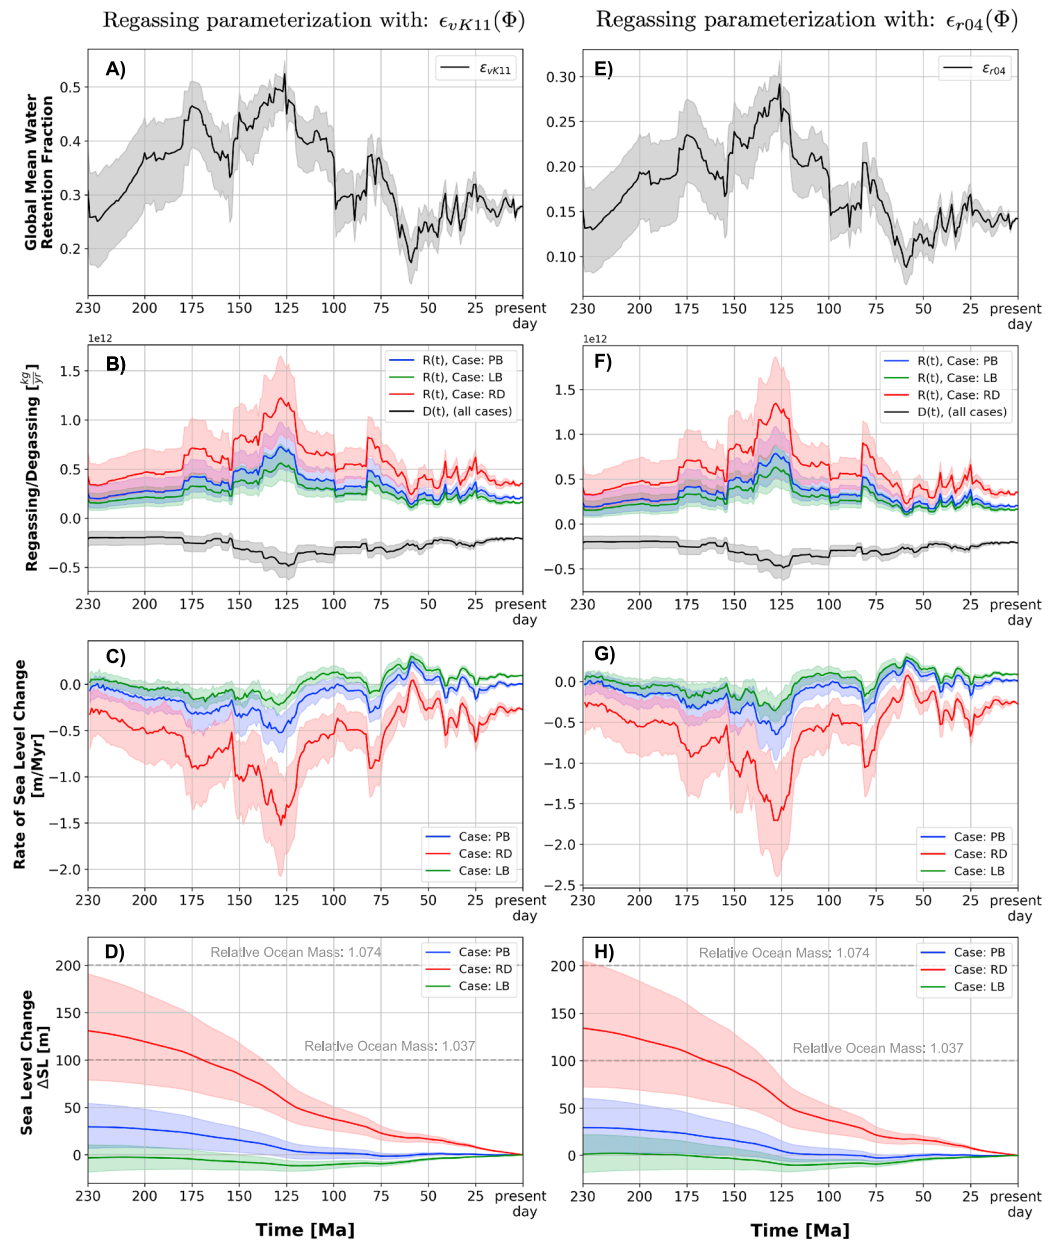 Regassing parameterization with: ϵvK11(Φ)
Regassing parameterization with: ϵr04(Φ)
A)
εvK11
Global Mean Water
Retention Fraction
0.5
0.4
0.3
0.2
230 200 175 150 125 100 75 50 25 present
day
E)
εr04
0.30
0.25
0.20
0.15
0.10
230 200 175 150 125 100 75 50 25 present
day
1e12
B)
R(t), Case: PB
R(t), Case: LB
R(t), Case: RD
D(t), (all cases)
Regassing/Degassing [kg/yr]
1.5
1.0
0.5
0.0
−0.5
230 200 175 150 125 100 75 50 25 present
day
1e12
F)
R(t), Case: PB
R(t), Case: LB
R(t), Case: RD
D(t), (all cases)
1.5
1.0
0.5
0.0
−0.5
230 200 175 150 125 100 75 50 25 present
day
C)
Rate of Sea Level Change
[m/Myr]
0.0
−0.5
−1.0
−1.5
−2.0
Case: PB
Case: RD
Case: LB
230 200 175 150 125 100 75 50 25 present
day
G)
0.0
−0.5
−1.0
−1.5
−2.0
−2.5
Case: PB
Case: RD
Case: LB
230 200 175 150 125 100 75 50 25 present
day
D)
Relative Ocean Mass: 1.074
Case: PB
Case: RD
Case: LB
Relative Ocean Mass: 1.037
Sea Level Change
ΔSL [m]
200
150
100
50
0
230 200 175 150 125 100 75 50 25 present
day
Time [Ma]
H)
Relative Ocean Mass: 1.074
Case: PB
Case: RD
Case: LB
Relative Ocean Mass: 1.037
200
150
100
50
0
230 200 175 150 125 100 75 50 25 present
day
Time [Ma]